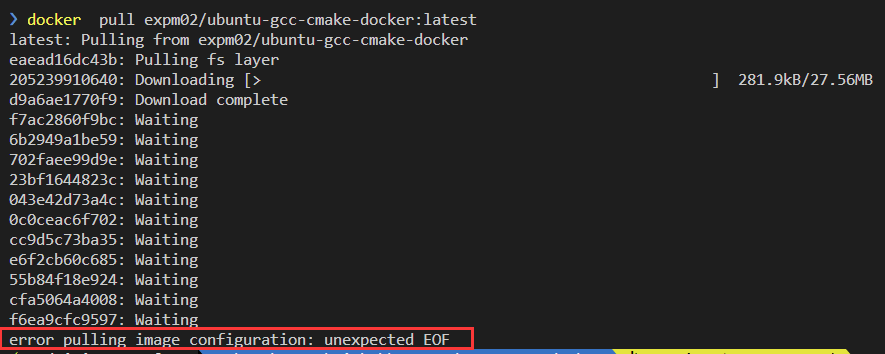 ❯ docker  pull expm02/ubuntu-gcc-cmake-docker:latest
latest: Pulling from expm02/ubuntu-gcc-cmake-docker
eaead16dc43b: Pulling fs layer
205239910640: Downloading [>                                                  ]  281.9kB/27.56MB
d9a6ae1770f9: Download complete
f7ac2860f9bc: Waiting
6b2949a1be59: Waiting
702faee99d9e: Waiting
23bf1644823c: Waiting
043e42d73a4c: Waiting
0c0ceac6f702: Waiting
cc9d5c73ba35: Waiting
e6f2cb60c685: Waiting
55b84f18e924: Waiting
cfa5064a4008: Waiting
f6ea9cfc9597: Waiting
error pulling image configuration: unexpected EOF